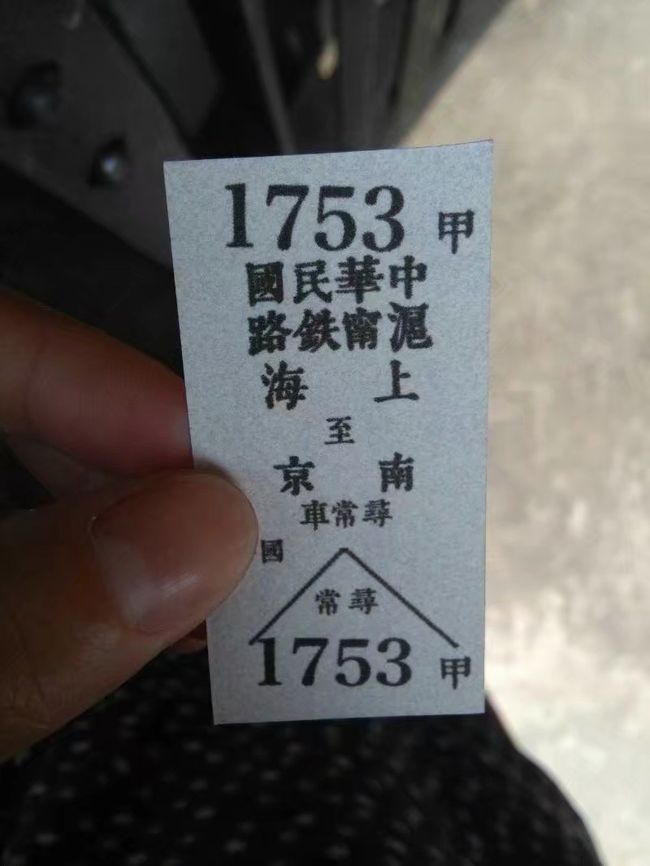 1753 甲
中華民國
滬甯鉄路
上海
至
南京
尋常車
國
尋常
1753 甲